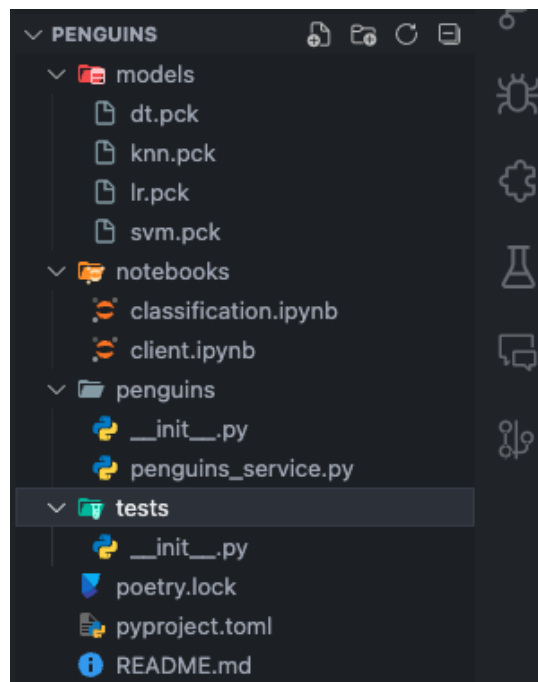 PENGUINS
models
dt.pck
knn.pck
lr.pck
svm.pck
notebooks
classification.ipynb
client.ipynb
penguins
__init__.py
penguins_service.py
tests
__init__.py
poetry.lock
pyproject.toml
README.md